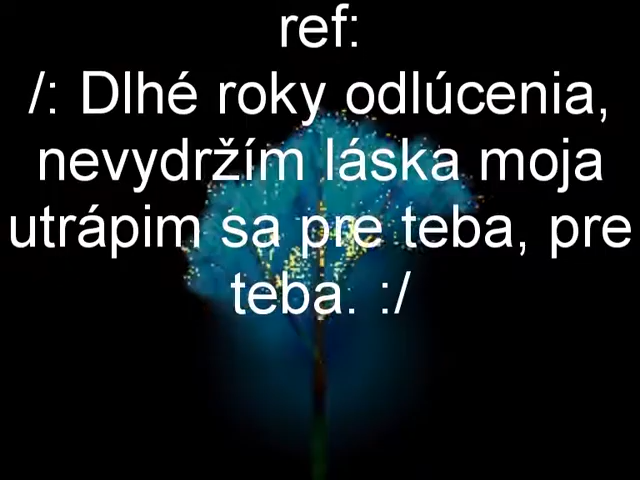 ref:
/: Dlhé roky odlúcenia,
nevydržím láska moja
utrápim sa pre teba, pre
teba. :/